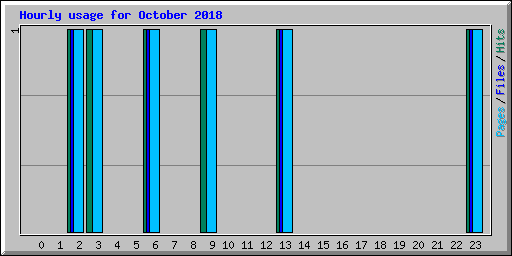 Hourly usage for October 2018
1
Pages/Files/Hits
0 1 2 3 4 5 6 7 8 9 10 11 12 13 14 15 16 17 18 19 20 21 22 23